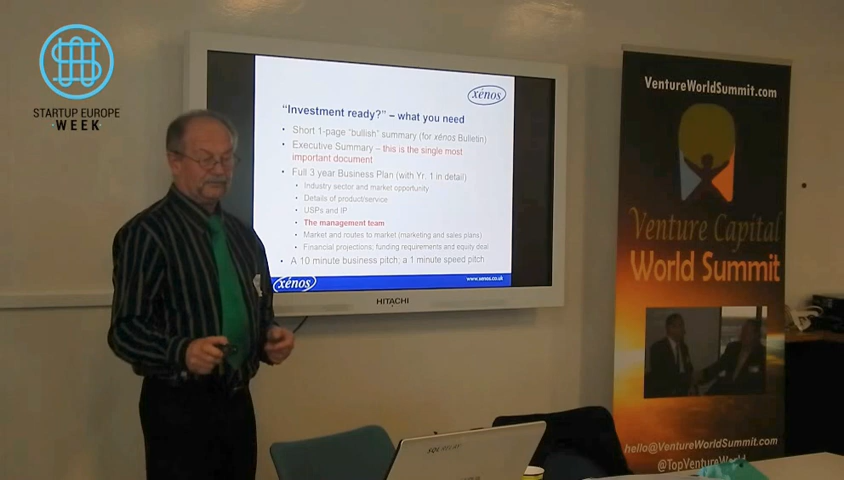 STARTUP EUROPE
WEEK
xénos
"Investment ready?" – what you need
• Short 1-page "bullish" summary (for xénos Bulletin)
• Executive Summary – this is the single most
important document
• Full 3 year Business Plan (with Yr. 1 in detail)
• Industry sector and market opportunity
• Details of product/service
• USPs and IP
• The management team
• Market and routes to market (marketing and sales plans)
• Financial projections; funding requirements and equity deal
• A 10 minute business pitch; a 1 minute speed pitch
xénos
www.xenos.co.uk
HITACHI
VentureWorldSummit.com
Venture Capital
World Summit
hello@VentureWorldSummit.com
@TopVentureWorld